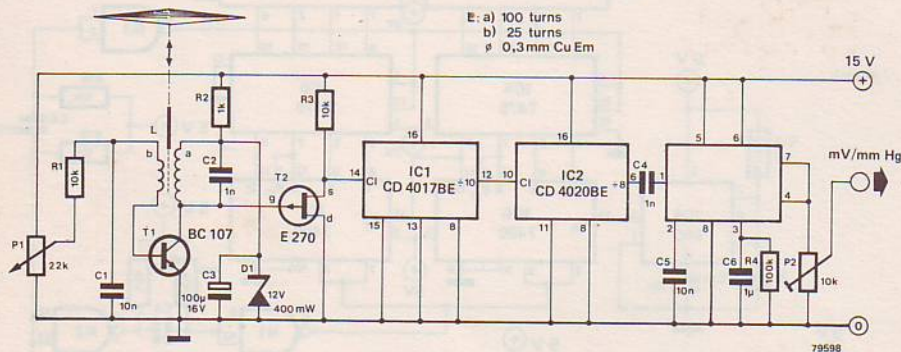 L: a) 100 turns
b) 25 turns
ø 0,3mm Cu Em
15 V
+
R1
10k
P1
22k
C1
10n
L
b
a
R2
1k
C2
1n
T1
BC 107
C3
100µ
16V
D1
12V
400mW
R3
10k
T2
g
s
d
E 270
14
16
Cl
IC1
CD 4017BE
÷10
15
13
8
12
10
16
Cl
IC2
CD 4020BE
÷8
11
8
6
C4
1n
1
5
6
7
4
2
8
3
C5
10n
C6
1µ
R4
100k
P2
10k
mV/mm Hg
0
79598